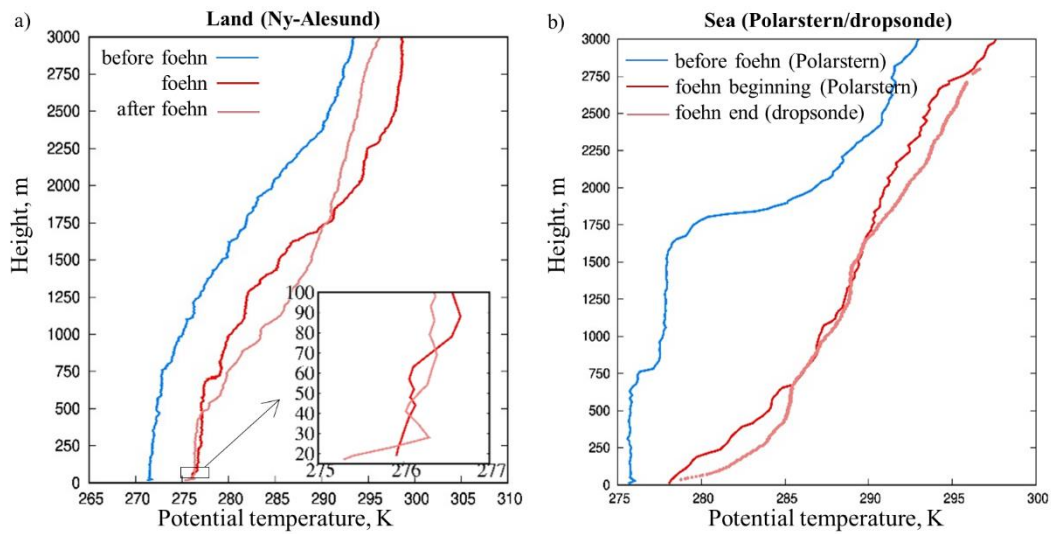 a)
Land (Ny-Alesund)
3000
2750
2500
2250
2000
1750
1500
1250
1000
750
500
250
0
Height, m
before foehn
foehn
after foehn
100
90
80
70
60
50
40
30
20
275
276
277
265 270 275 280 285 290 295 300 305 310
Potential temperature, K
b)
Sea (Polarstern/dropsonde)
3000
2750
2500
2250
2000
1750
1500
1250
1000
750
500
250
0
Height, m
before foehn (Polarstern)
foehn beginning (Polarstern)
foehn end (dropsonde)
275 280 285 290 295 300
Potential temperature, K